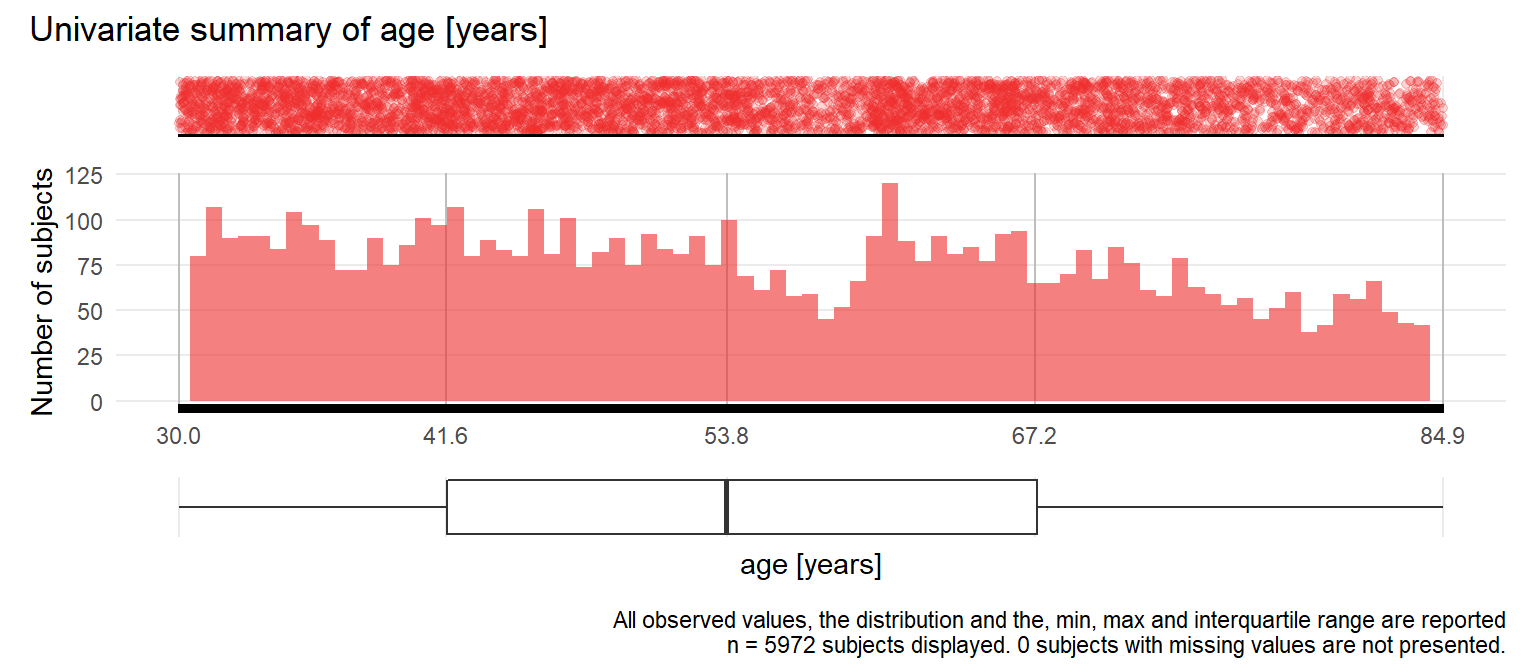 Univariate summary of age [years]
Number of subjects
125
100
75
50
25
0
30.0 41.6 53.8 67.2 84.9
age [years]
All observed values, the distribution and the, min, max and interquartile range are reported
n = 5972 subjects displayed. 0 subjects with missing values are not presented.